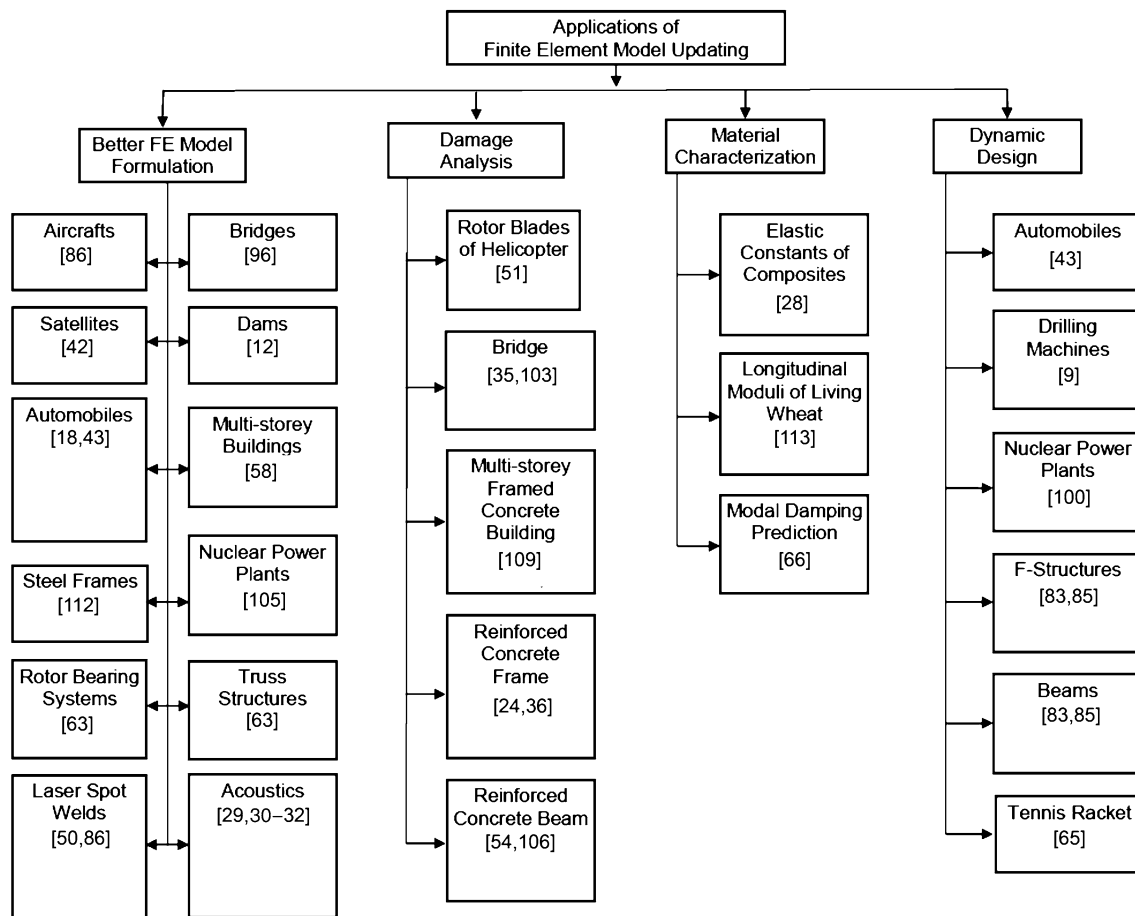 Applications of
Finite Element Model Updating
Better FE Model
Formulation
Aircrafts
[86]
Bridges
[96]
Satellites
[42]
Dams
[12]
Automobiles
[18,43]
Multi-storey
Buildings
[58]
Steel Frames
[112]
Nuclear Power
Plants
[105]
Rotor Bearing
Systems
[63]
Truss
Structures
[63]
Laser Spot
Welds
[50,86]
Acoustics
[29,30–32]
Damage
Analysis
Rotor Blades
of Helicopter
[51]
Bridge
[35,103]
Multi-storey
Framed
Concrete
Building
[109]
Reinforced
Concrete
Frame
[24,36]
Reinforced
Concrete Beam
[54,106]
Material
Characterization
Elastic
Constants of
Composites
[28]
Longitudinal
Moduli of Living
Wheat
[113]
Modal Damping
Prediction
[66]
Dynamic
Design
Automobiles
[43]
Drilling
Machines
[9]
Nuclear Power
Plants
[100]
F-Structures
[83,85]
Beams
[83,85]
Tennis Racket
[65]